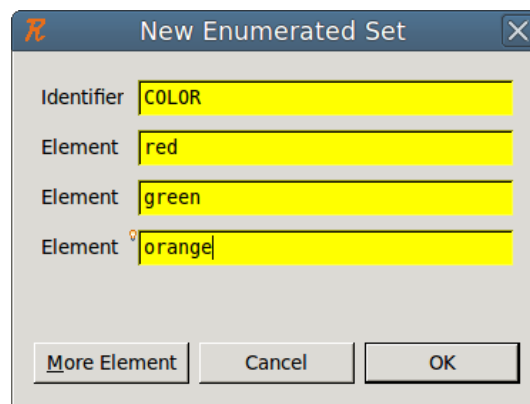 New Enumerated Set
Identifier COLOR
Element red
Element green
Element orange
More Element Cancel OK